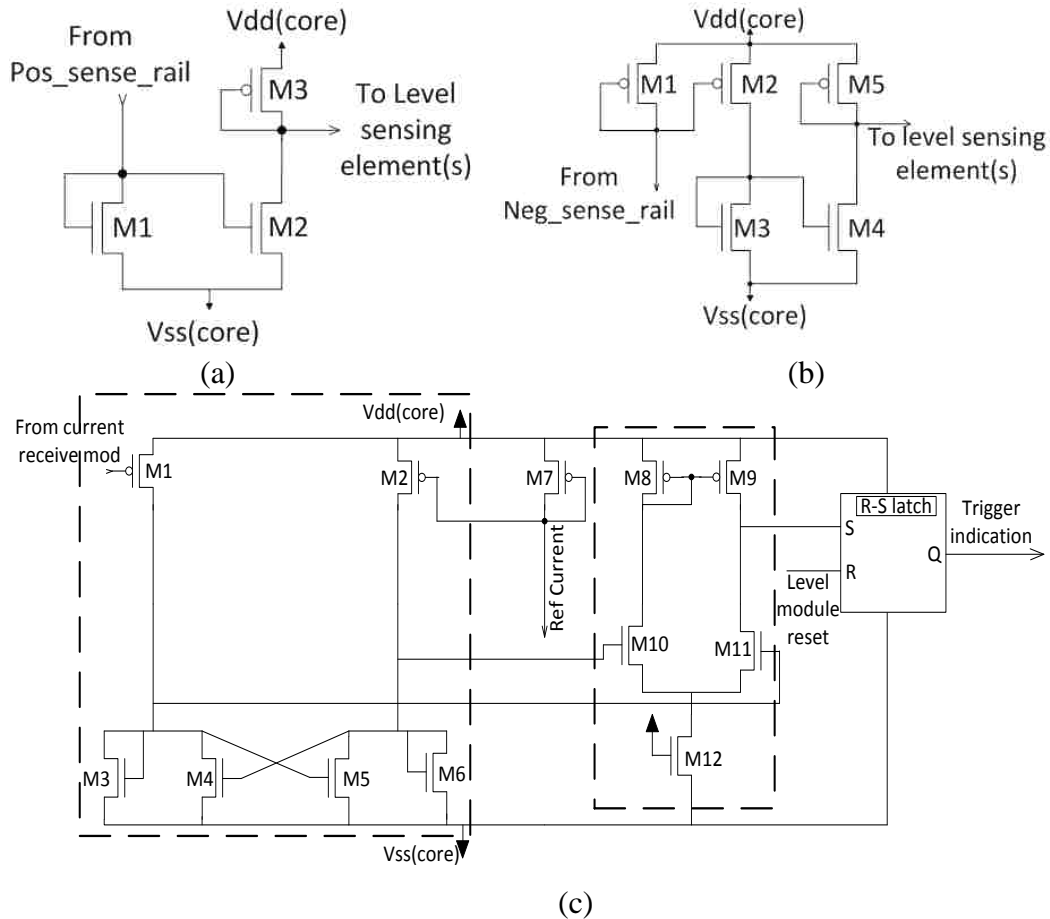 From
Pos_sense_rail
Vdd(core)
M3
To Level
sensing
element(s)
M1
M2
Vss(core)
(a)
Vdd(core)
M1
M2
M5
To level sensing
element(s)
From
Neg_sense_rail
M3
M4
Vss(core)
(b)
From current
receive mod
Vdd(core)
M1
M2
M7
M8
M9
R-S latch
S
R
Q
Trigger
indication
Ref Current
Level
module
reset
M10
M11
M12
M3
M4
M5
M6
Vss(core)
(c)